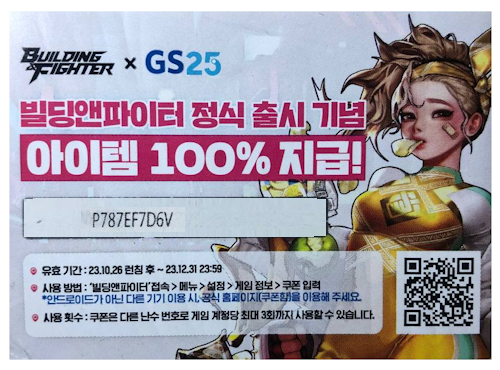 BUILDING & FIGHTER × GS25
빌딩앤파이터 정식 출시 기념
아이템 100% 지급!
P787EF7D6V
유효 기간 : 23.10.26 런칭 후 ~ 23.12.31 23:59
사용 방법 : '빌딩앤파이터' 접속 > 메뉴 > 설정 > 게임 정보 > 쿠폰 입력
*안드로이드가 아닌 다른 기기 이용 시, 공식 홈페이지(쿠폰함)을 이용해 주세요.
사용 횟수 : 쿠폰은 다른 난수 번호로 게임 계정당 최대 3회까지 사용할 수 있습니다.